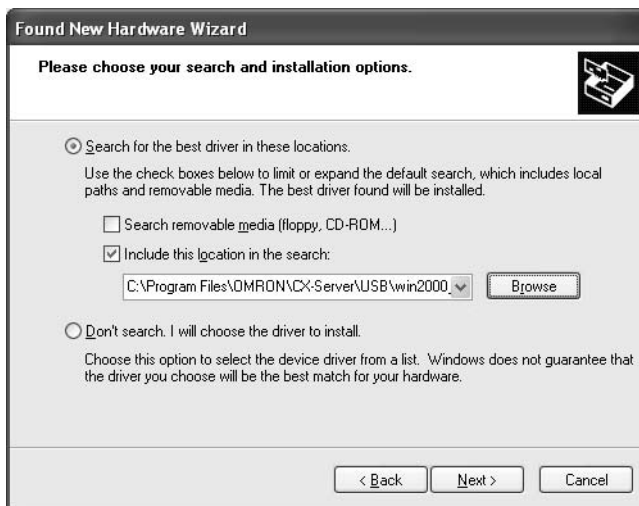 Found New Hardware Wizard
Please choose your search and installation options.
Search for the best driver in these locations.
Use the check boxes below to limit or expand the default search, which includes local
paths and removable media. The best driver found will be installed.
Search removable media (floppy, CD-ROM...)
Include this location in the search:
C:\Program Files\OMRON\CX-Server\USB\win2000_
Browse
Don't search. I will choose the driver to install.
Choose this option to select the device driver from a list. Windows does not guarantee that
the driver you choose will be the best match for your hardware.
< Back Next > Cancel